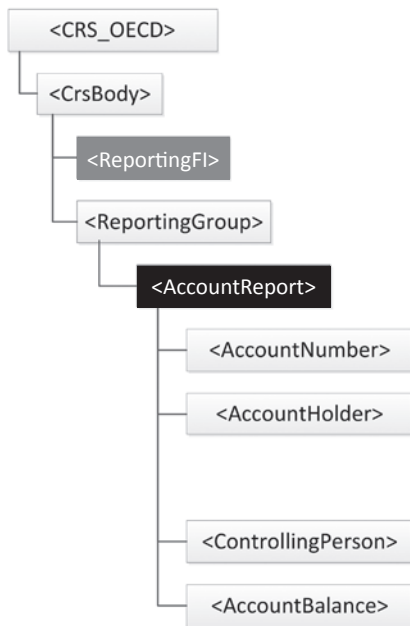 <CRS_OECD>
<CrsBody>
<ReportingFI>
<ReportingGroup>
<AccountReport>
<AccountNumber>
<AccountHolder>
<ControllingPerson>
<AccountBalance>